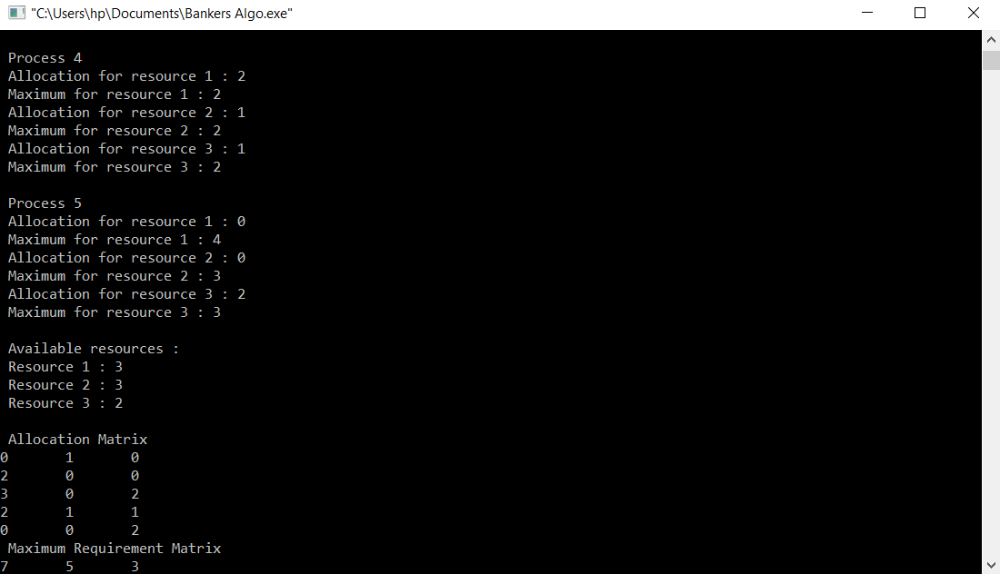 "C:\Users\hp\Documents\Bankers Algo.exe"
Process 4
Allocation for resource 1 : 2
Maximum for resource 1 : 2
Allocation for resource 2 : 1
Maximum for resource 2 : 2
Allocation for resource 3 : 1
Maximum for resource 3 : 2
Process 5
Allocation for resource 1 : 0
Maximum for resource 1 : 4
Allocation for resource 2 : 0
Maximum for resource 2 : 3
Allocation for resource 3 : 2
Maximum for resource 3 : 3
Available resources :
Resource 1 : 3
Resource 2 : 3
Resource 3 : 2
Allocation Matrix
0 1 0
2 0 0
3 0 2
2 1 1
0 0 2
Maximum Requirement Matrix
7 5 3